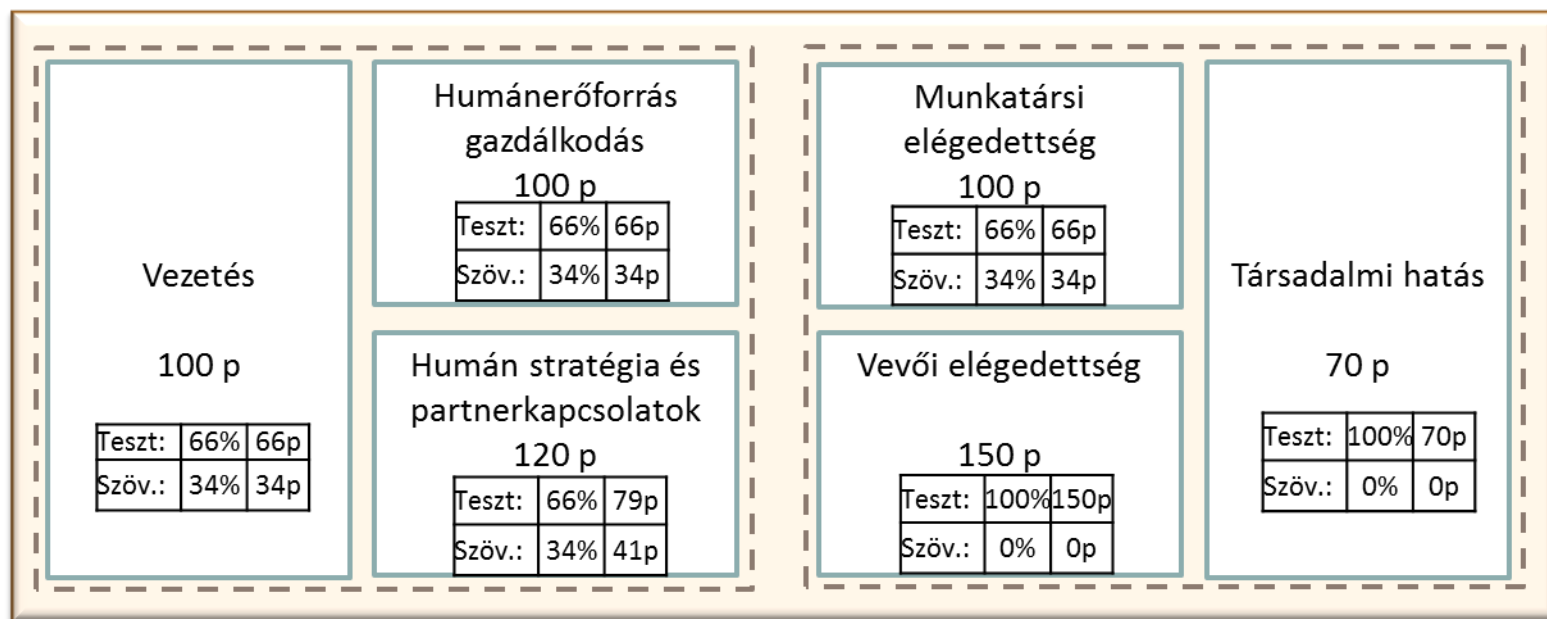 Vezetés
100 p
Teszt: 66% 66p
Szöv.: 34% 34p
Humánerőforrás
gazdálkodás
100 p
Teszt: 66% 66p
Szöv.: 34% 34p
Humán stratégia és
partnerkapcsolatok
120 p
Teszt: 66% 79p
Szöv.: 34% 41p
Munkatársi
elégedettség
100 p
Teszt: 66% 66p
Szöv.: 34% 34p
Vevői elégedettség
150 p
Teszt: 100% 150p
Szöv.: 0% 0p
Társadalmi hatás
70 p
Teszt: 100% 70p
Szöv.: 0% 0p